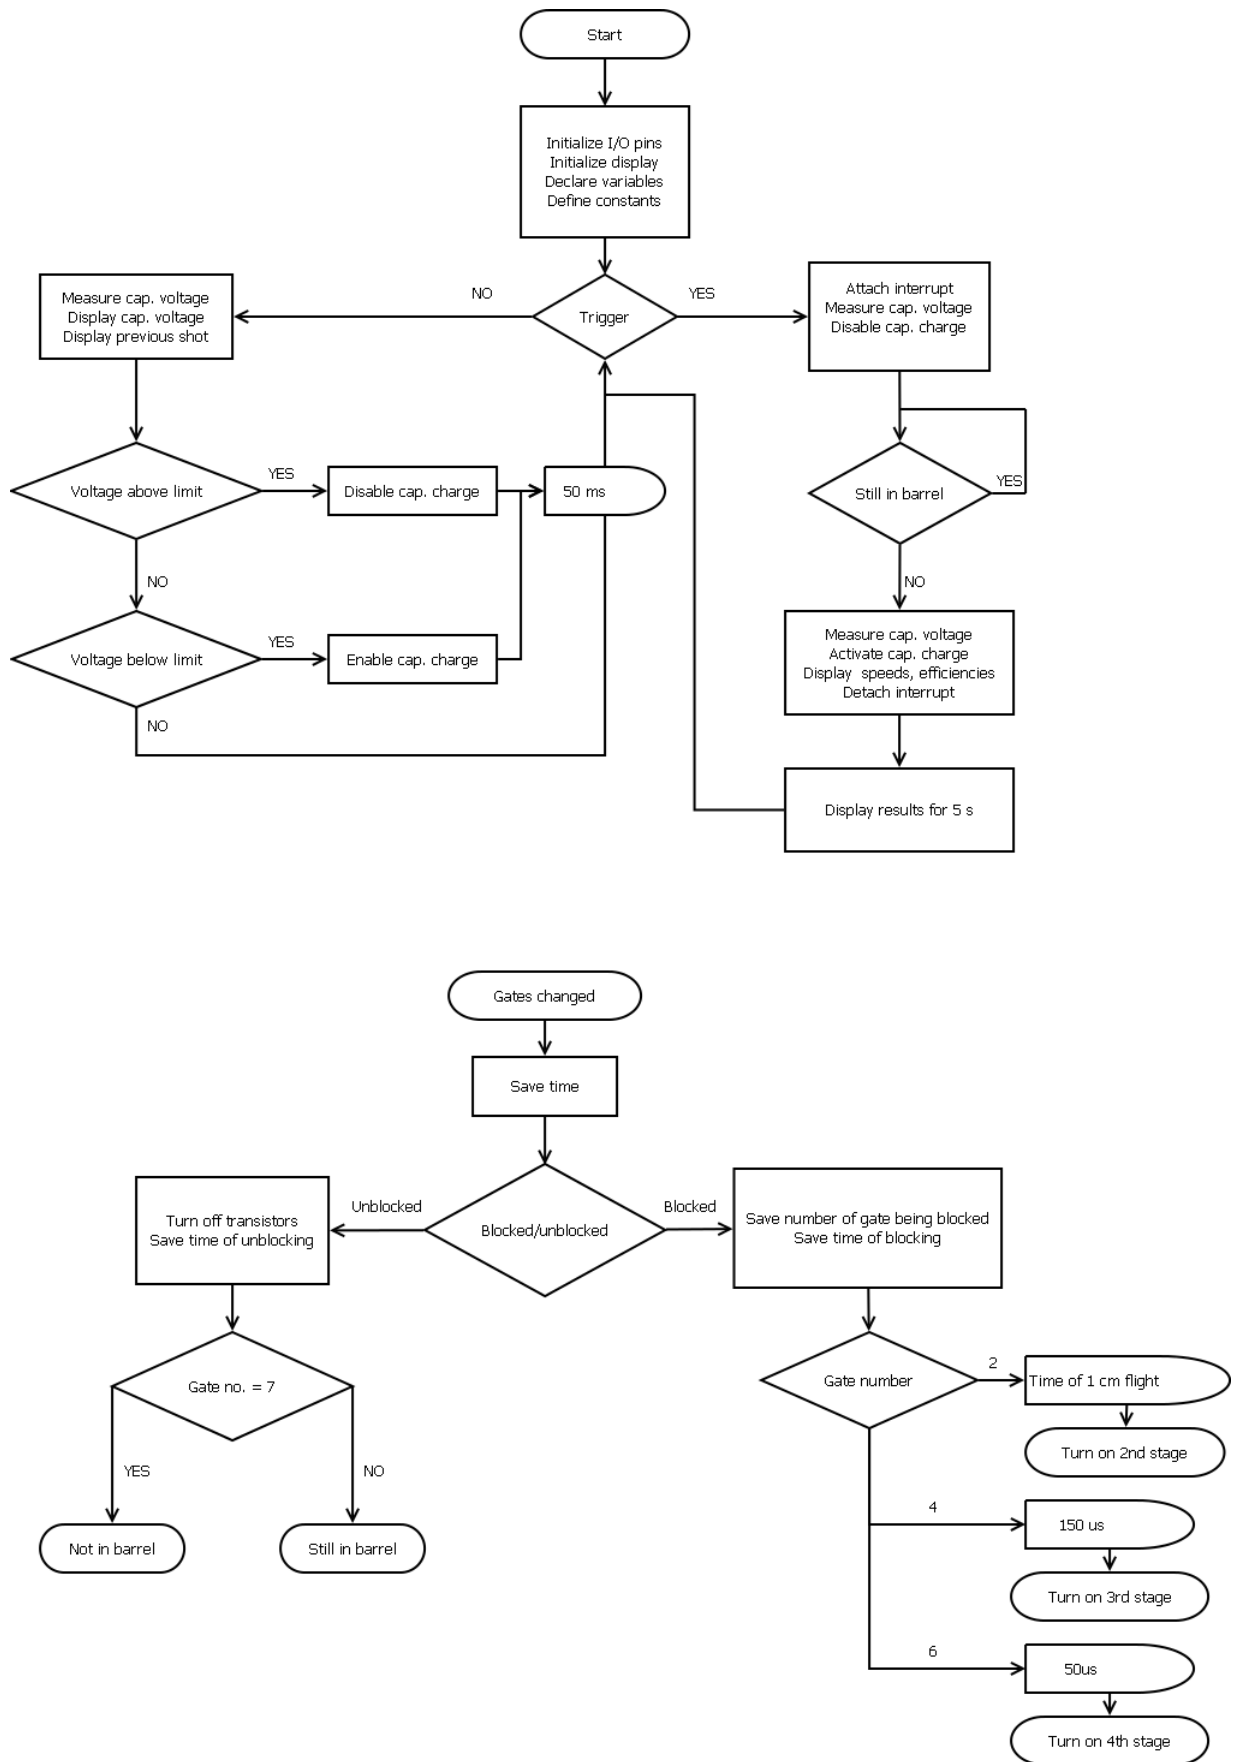 Start
Initialize I/O pins
Initialize display
Declare variables
Define constants
Trigger
NO
YES
Measure cap. voltage
Display cap. voltage
Display previous shot
Attach interrupt
Measure cap. voltage
Disable cap. charge
Voltage above limit
YES
Disable cap. charge
50 ms
NO
Voltage below limit
YES
Enable cap. charge
NO
Still in barrel
YES
NO
Measure cap. voltage
Activate cap. charge
Display speeds, efficiencies
Detach interrupt
Display results for 5 s
Gates changed
Save time
Blocked/unblocked
Unblocked
Blocked
Turn off transistors
Save time of unblocking
Save number of gate being blocked
Save time of blocking
Gate no. = 7
YES
NO
Not in barrel
Still in barrel
Gate number
2
Time of 1 cm flight
Turn on 2nd stage
4
150 us
Turn on 3rd stage
6
50us
Turn on 4th stage